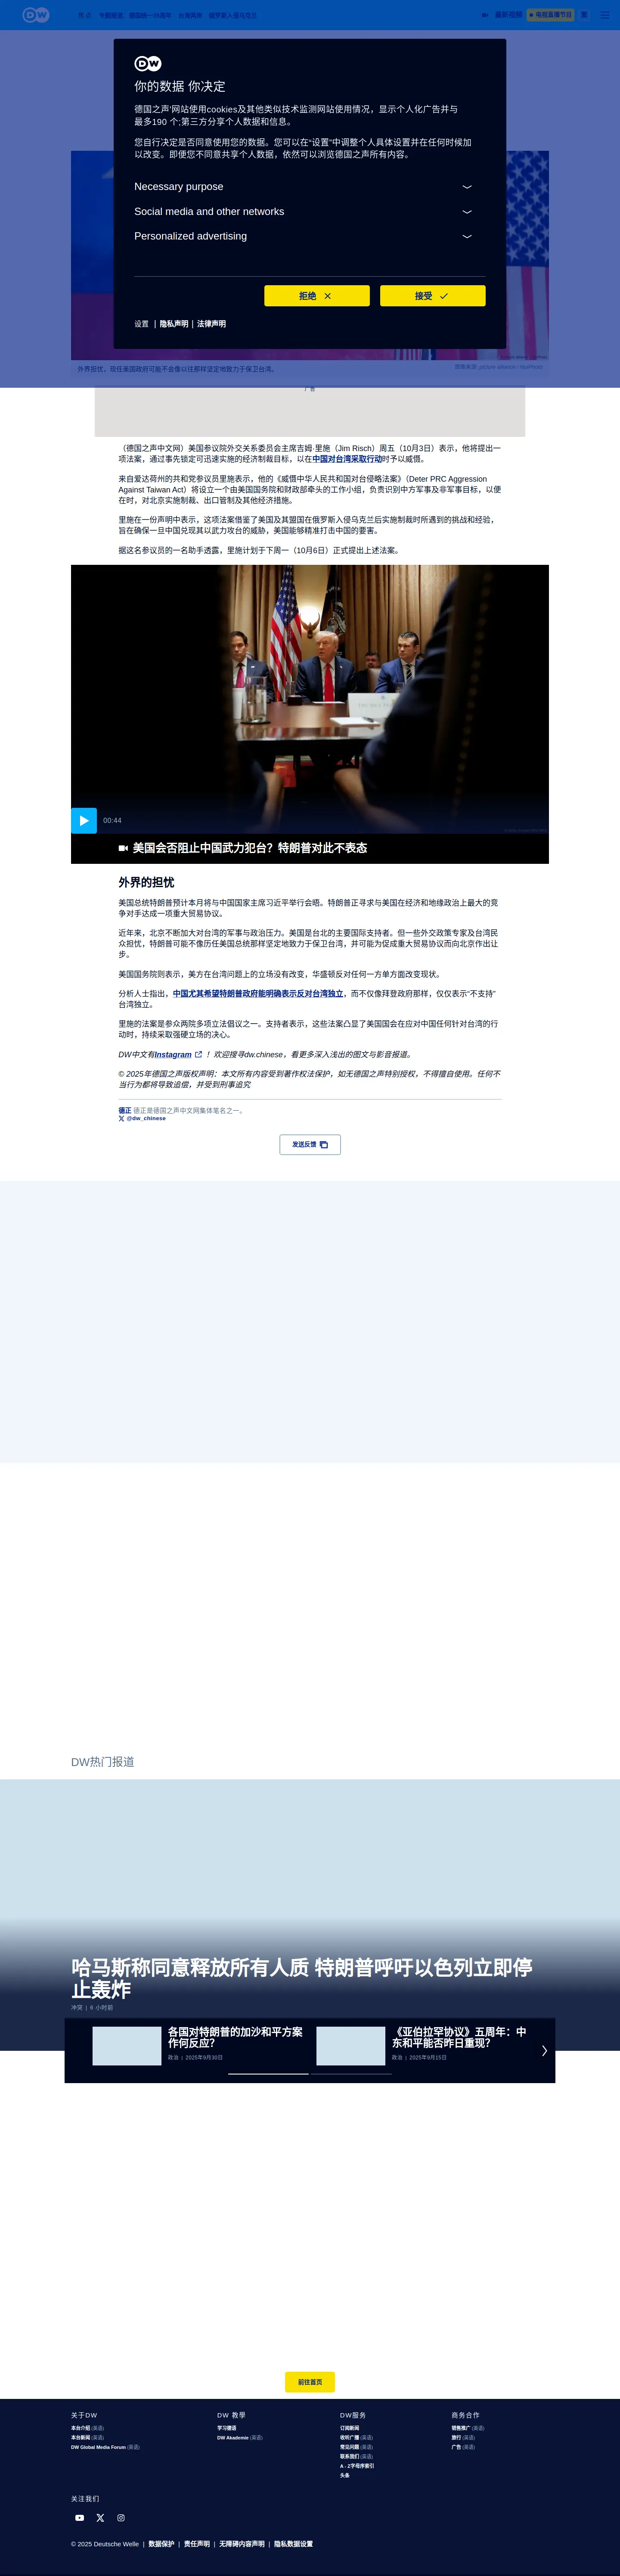 DW
热点
专题报道：德国统一35周年
台海两岸
俄罗斯入侵乌克兰
最新视频
电视直播节目
DW
你的数据 你决定
德国之声'网站使用cookies及其他类似技术监测网站使用情况，显示个人化广告并与
最多190 个;第三方分享个人数据和信息。
您自行决定是否同意使用您的数据。您可以在“设置”中调整个人具体设置并在任何时候加
以改变。即便您不同意共享个人数据，依然可以浏览德国之声所有内容。
Necessary purpose
Social media and other networks
Personalized advertising
拒绝
接受
设置 | 隐私声明 | 法律声明
外界担忧，现任美国政府可能不会像以往那样坚定地致力于保卫台湾。
图像来源: picture alliance / NurPhoto
广告
（德国之声中文网）美国参议院外交关系委员会主席吉姆·里施（Jim Risch）周五（10月3日）表示，他将提出一
项法案，通过事先锁定可迅速实施的经济制裁目标，以在中国对台湾采取行动时予以威慑。
来自爱达荷州的共和党参议员里施表示，他的《威慑中华人民共和国对台侵略法案》（Deter PRC Aggression
Against Taiwan Act）将设立一个由美国国务院和财政部牵头的工作小组，负责识别中方军事及非军事目标，以便
在时，对北京实施制裁、出口管制及其他经济措施。
里施在一份声明中表示，这项法案借鉴了美国及其盟国在俄罗斯入侵乌克兰后实施制裁时所遇到的挑战和经验，
旨在确保一旦中国兑现其以武力攻台的威胁，美国能够精准打击中国的要害。
据这名参议员的一名助手透露，里施计划于下周一（10月6日）正式提出上述法案。
00:44
美国会否阻止中国武力犯台？特朗普对此不表态
外界的担忧
美国总统特朗普预计本月将与中国国家主席习近平举行会晤。特朗普正寻求与美国在经济和地缘政治上最大的竞
争对手达成一项重大贸易协议。
近年来，北京不断加大对台湾的军事与政治压力。美国是台北的主要国际支持者。但一些外交政策专家及台湾民
众担忧，特朗普可能不像历任美国总统那样坚定地致力于保卫台湾，并可能为促成重大贸易协议而向北京作出让
步。
美国国务院则表示，美方在台湾问题上的立场没有改变，华盛顿反对任何一方单方面改变现状。
分析人士指出，中国尤其希望特朗普政府能明确表示反对台湾独立，而不仅像拜登政府那样，仅仅表示“不支持”
台湾独立。
里施的法案是参众两院多项立法倡议之一。支持者表示，这些法案凸显了美国国会在应对中国任何针对台湾的行
动时，持续采取强硬立场的决心。
DW中文有Instagram ！欢迎搜寻dw.chinese，看更多深入浅出的图文与影音报道。
© 2025年德国之声版权声明：本文所有内容受到著作权法保护，如无德国之声特别授权，不得擅自使用。任何不
当行为都将导致追偿，并受到刑事追究
德正 德正是德国之声中文网集体笔名之一。
@dw_chinese
发送反馈
DW热门报道
哈马斯称同意释放所有人质 特朗普呼吁以色列立即停
止轰炸
冲突 | 6 小时前
各国对特朗普的加沙和平方案
作何反应？
政治 | 2025年9月30日
《亚伯拉罕协议》五周年：中
东和平能否昨日重现？
政治 | 2025年9月15日
前往首页
关于DW
本台介绍 (英语)
本台新闻 (英语)
DW Global Media Forum (英语)
DW 教學
学习德语
DW Akademie (英语)
DW服务
订阅新闻
收听广播 (英语)
常见问题 (英语)
联系我们 (英语)
A - Z字母序索引
头条
商务合作
销售推广 (英语)
旅行 (英语)
广告 (英语)
关注我们
© 2025 Deutsche Welle | 数据保护 | 责任声明 | 无障碍内容声明 | 隐私数据设置